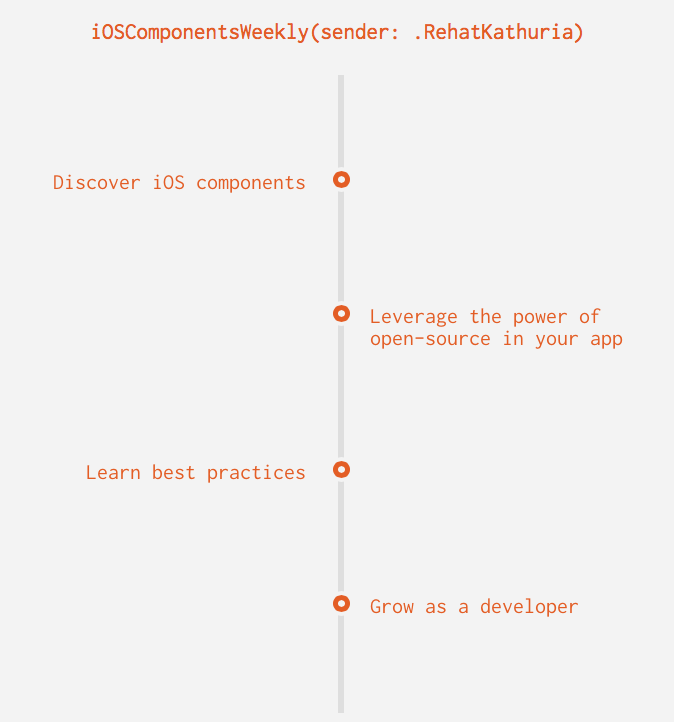 iOSComponentsWeekly(sender: .RehatKathuria)
Discover iOS components
Leverage the power of
open-source in your app
Learn best practices
Grow as a developer